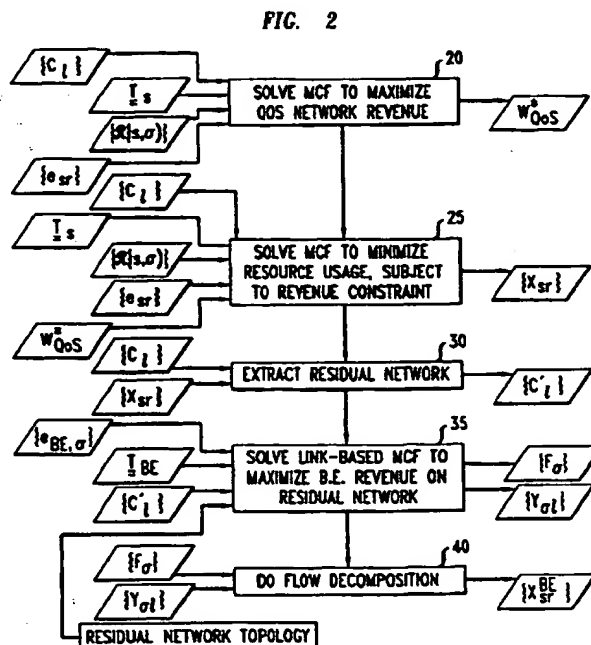 FIG. 2
{C_l}
T_s
{ℛ(s,σ)}
{e_sr}
20
SOLVE MCF TO MAXIMIZE
QOS NETWORK REVENUE
W*_QoS
{C_l}
T_s
{ℛ(s,σ)}
{e_sr}
W*_QoS
25
SOLVE MCF TO MINIMIZE
RESOURCE USAGE, SUBJECT
TO REVENUE CONSTRAINT
{X_sr}
{C_l}
{X_sr}
30
EXTRACT RESIDUAL NETWORK
{C'_l}
{e_BE,σ}
T_BE
{C'_l}
35
SOLVE LINK-BASED MCF TO
MAXIMIZE B.E. REVENUE ON
RESIDUAL NETWORK
{F_σ}
{Y_σl}
{F_σ}
{Y_σl}
40
DO FLOW DECOMPOSITION
{X^BE_sr}
RESIDUAL NETWORK TOPOLOGY